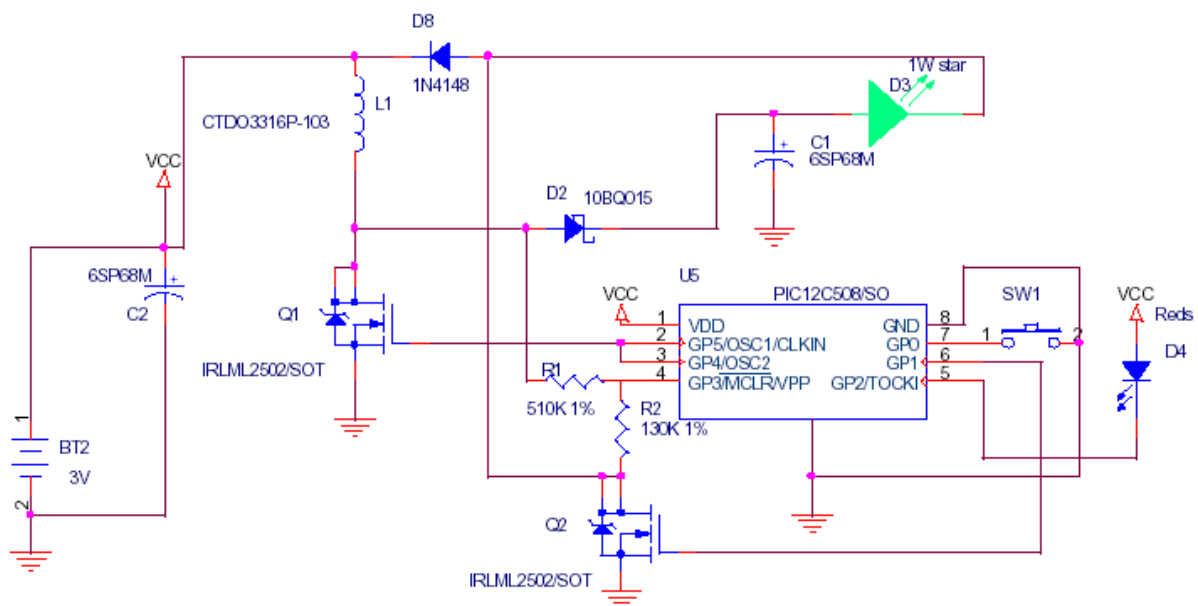 D8
1N4148
L1
CTDO3316P-103
1W star
D3
C1
6SP68M
VCC
D2
10BQ015
6SP68M
C2
U5
PIC12C508/SO
SW1
VCC
VCC
Reds
D4
Q1
IRLML2502/SOT
1
VDD
GND
8
2
GP5/OSC1/CLKIN
GP0
7
1
2
3
GP4/OSC2
GP1
6
4
GP3/MCLR/VPP
GP2/TOCKI
5
R1
510K 1%
R2
130K 1%
1
BT2
3V
2
Q2
IRLML2502/SOT